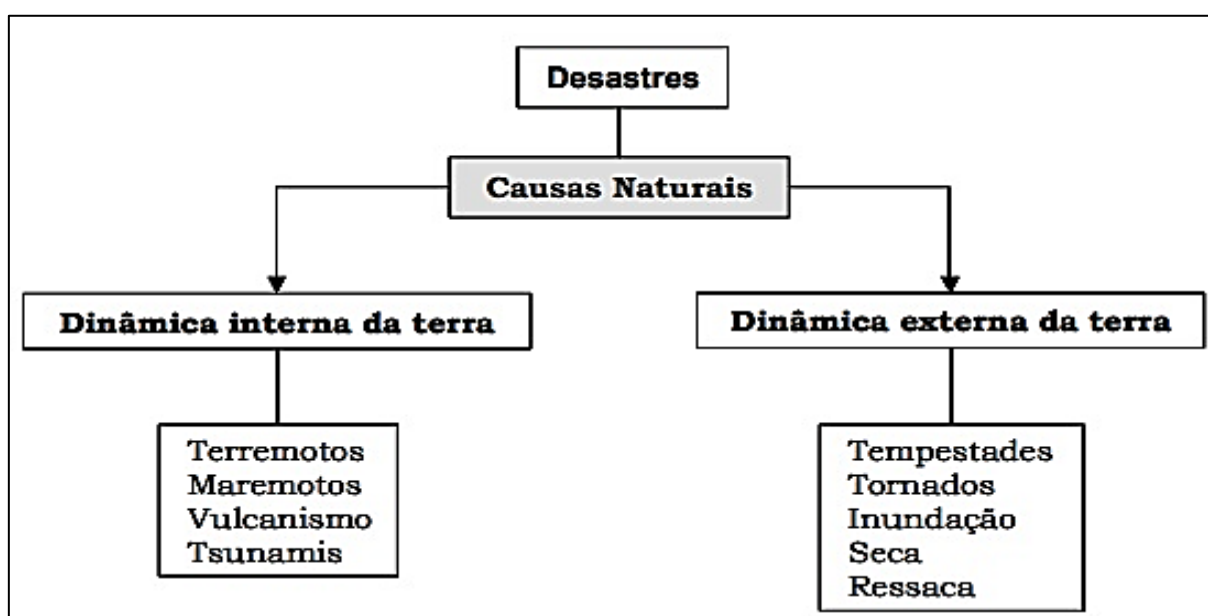 Desastres
Causas Naturais
Dinâmica interna da terra
Dinâmica externa da terra
Terremotos
Maremotos
Vulcanismo
Tsunamis
Tempestades
Tornados
Inundação
Seca
Ressaca